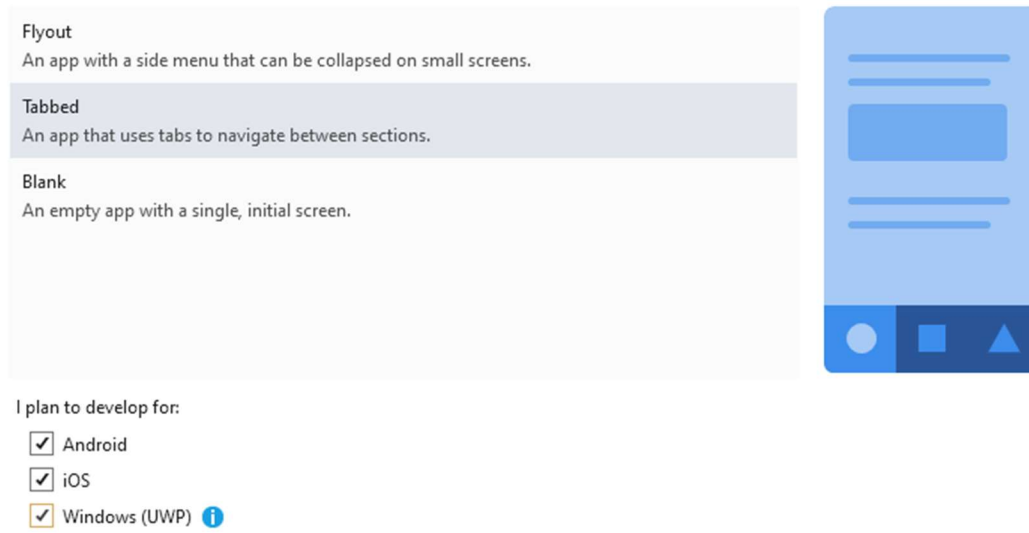 Flyout
An app with a side menu that can be collapsed on small screens.
Tabbed
An app that uses tabs to navigate between sections.
Blank
An empty app with a single, initial screen.
I plan to develop for:
Android
iOS
Windows (UWP)